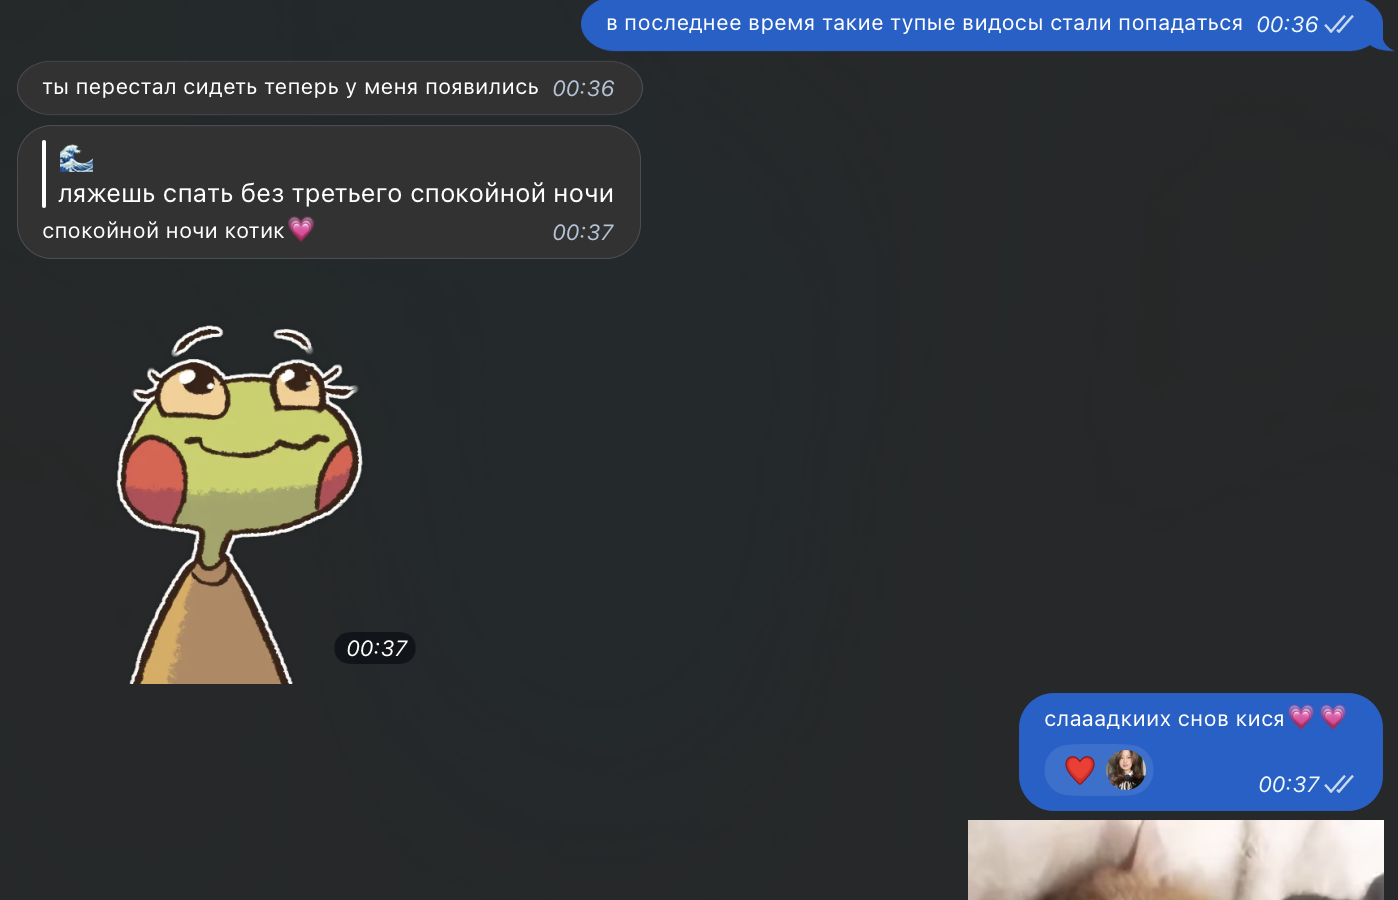 в последнее время такие тупые видосы стали попадаться 00:36
ты перестал сидеть теперь у меня появились 00:36
🌊
ляжешь спать без третьего спокойной ночи
спокойной ночи котик💗 00:37
00:37
слааадкиих снов кися💗💗
❤️ 00:37